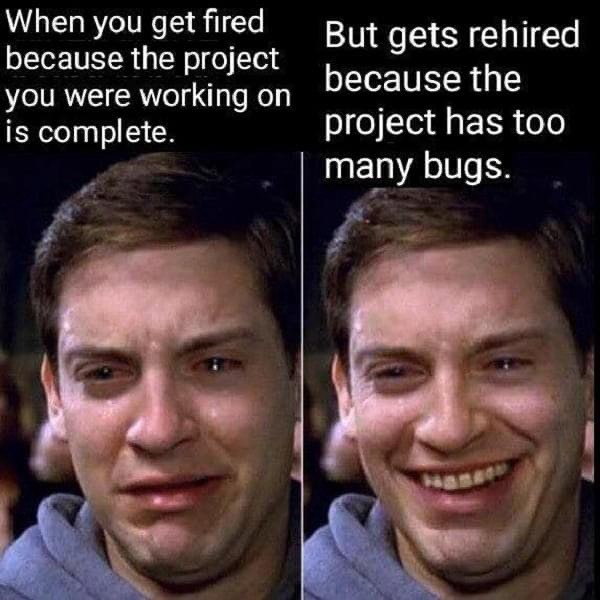 When you get fired
because the project
you were working on
is complete.
But gets rehired
because the
project has too
many bugs.